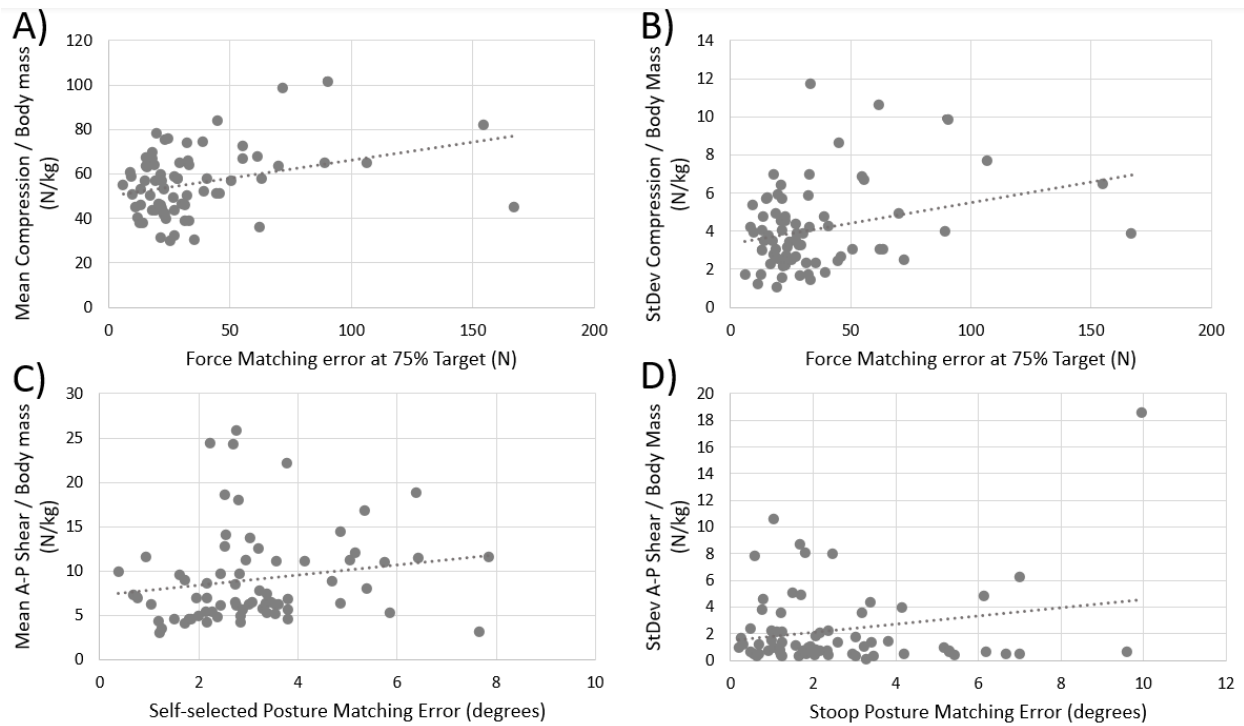 A)
Mean Compression / Body mass
(N/kg)
120
100
80
60
40
20
0
0 50 100 150 200
Force Matching error at 75% Target (N)
B)
StDev Compression / Body Mass
(N/kg)
14
12
10
8
6
4
2
0
0 50 100 150 200
Force Matching error at 75% Target (N)
C)
Mean A-P Shear / Body mass
(N/kg)
30
25
20
15
10
5
0
0 2 4 6 8 10
Self-selected Posture Matching Error (degrees)
D)
StDev A-P Shear / Body Mass
(N/kg)
20
18
16
14
12
10
8
6
4
2
0
0 2 4 6 8 10 12
Stoop Posture Matching Error (degrees)